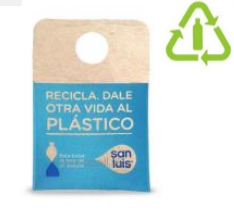 RECICLA. DALE
OTRA VIDA AL
PLÁSTICO
san
luis